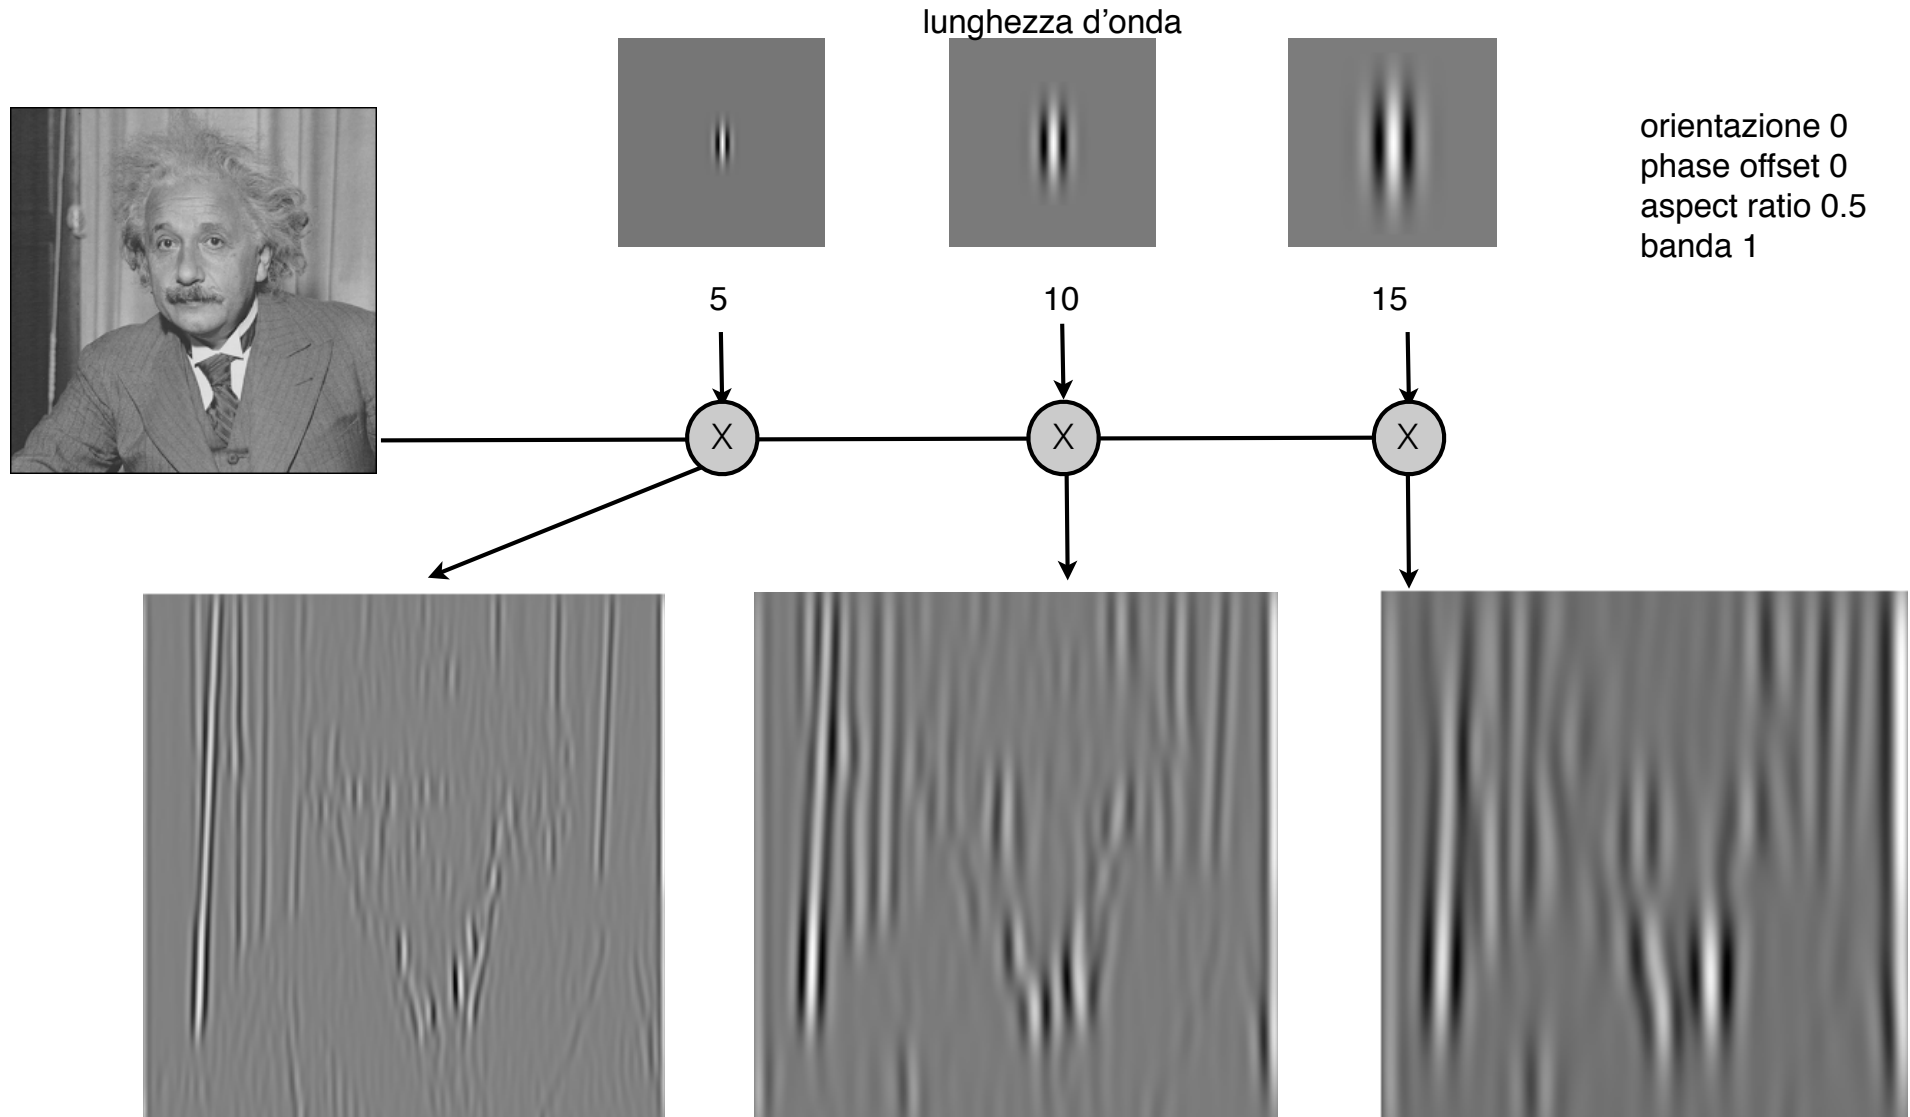 lunghezza d'onda
orientazione 0
phase offset 0
aspect ratio 0.5
banda 1
5
10
15
X
X
X